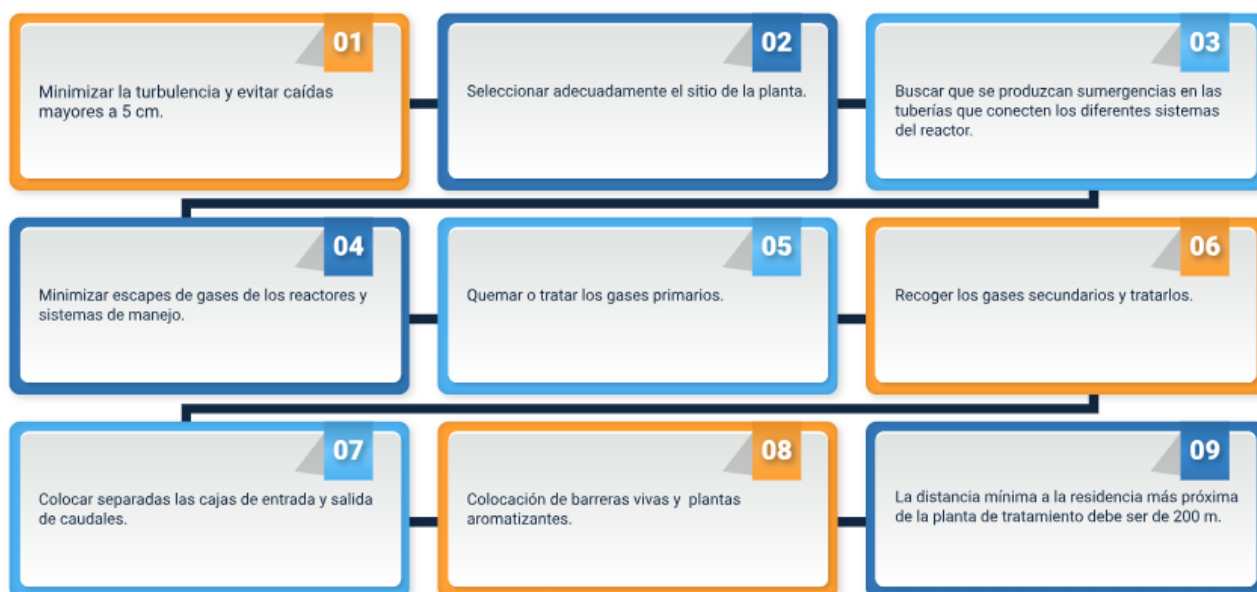 01
Minimizar la turbulencia y evitar caídas
mayores a 5 cm.
02
Seleccionar adecuadamente el sitio de la planta.
03
Buscar que se produzcan sumergencias en las
tuberías que conecten los diferentes sistemas
del reactor.
04
Minimizar escapes de gases de los reactores y
sistemas de manejo.
05
Quemar o tratar los gases primarios.
06
Recoger los gases secundarios y tratarlos.
07
Colocar separadas las cajas de entrada y salida
de caudales.
08
Colocación de barreras vivas y plantas
aromatizantes.
09
La distancia mínima a la residencia más próxima
de la planta de tratamiento debe ser de 200 m.